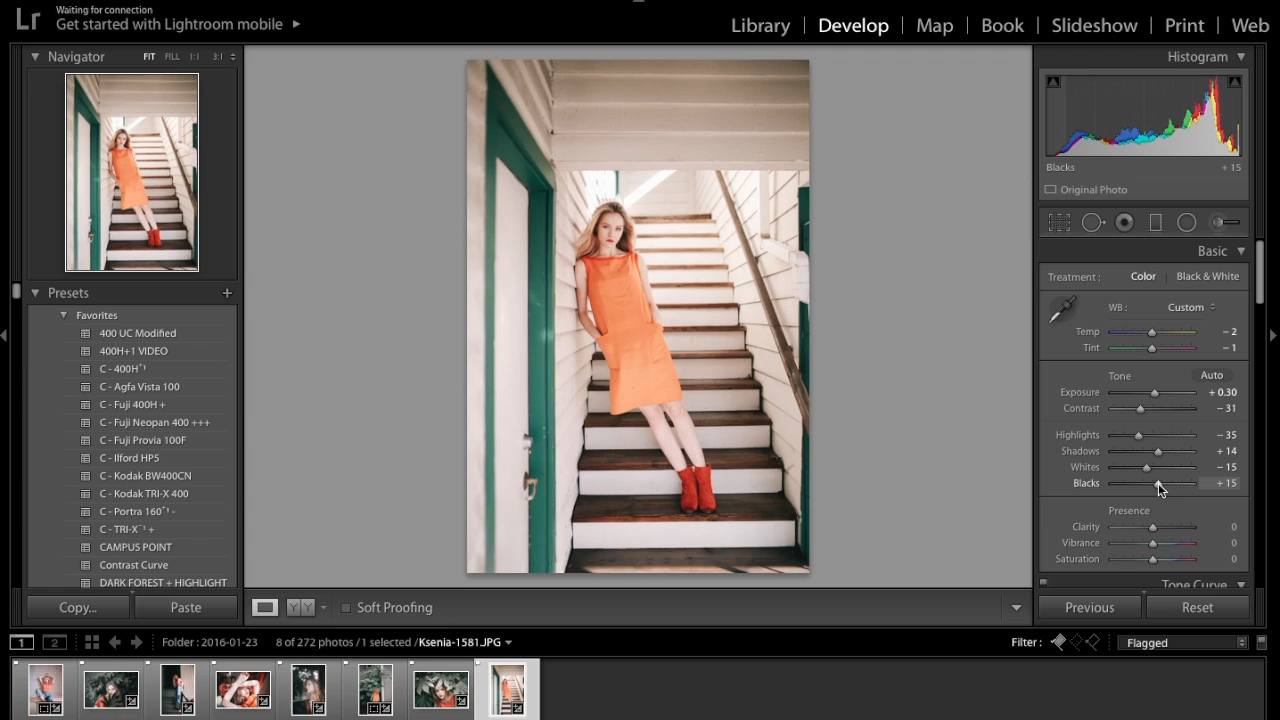 Lr
Waiting for connection
Get started with Lightroom mobile
Library | Develop | Map | Book | Slideshow | Print | Web
Navigator FIT FILL 1:1 3:1
Presets +
Favorites
400 UC Modified
400H+1 VIDEO
C - 400H+1
C - Agfa Vista 100
C - Fuji 400H +
C - Fuji Neopan 400 +++
C - Fuji Provia 100F
C - Ilford HP5
C - Kodak BW400CN
C - Kodak TRI-X 400
C - Portra 160+1 -
C - TRI-X-1 +
CAMPUS POINT
Contrast Curve
DARK FOREST + HIGHLIGHT
Copy... Paste
Histogram
Blacks + 15
Original Photo
Basic
Treatment : Color | Black & White
WB : Custom
Temp − 2
Tint − 1
Tone Auto
Exposure + 0.30
Contrast − 31
Highlights − 35
Shadows + 14
Whites − 15
Blacks + 15
Presence
Clarity 0
Vibrance 0
Saturation 0
Tone Curve
Previous Reset
Y Y Soft Proofing
1 2 Folder : 2016-01-23 8 of 272 photos / 1 selected / Ksenia-1581.JPG Filter : Flagged